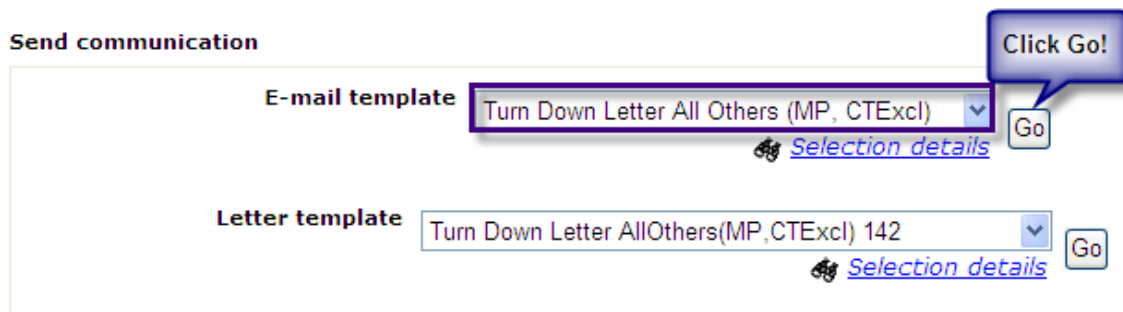 Send communication
Click Go!
E-mail template
Turn Down Letter All Others (MP, CTExcl)
Go
Selection details
Letter template
Turn Down Letter AllOthers(MP,CTExcl) 142
Go
Selection details